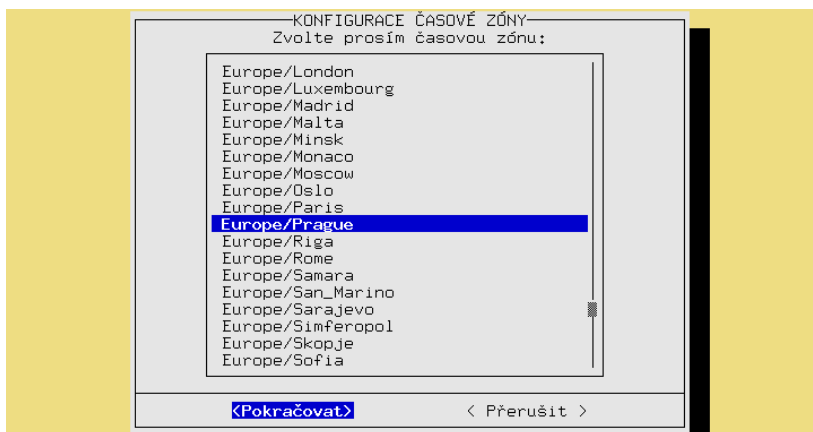 KONFIGURACE ČASOVÉ ZÓNY
Zvolte prosím časovou zónu:
Europe/London
Europe/Luxembourg
Europe/Madrid
Europe/Malta
Europe/Minsk
Europe/Monaco
Europe/Moscow
Europe/Oslo
Europe/Paris
Europe/Prague
Europe/Riga
Europe/Rome
Europe/Samara
Europe/San_Marino
Europe/Sarajevo
Europe/Simferopol
Europe/Skopje
Europe/Sofia
<Pokračovat> < Přerušit >